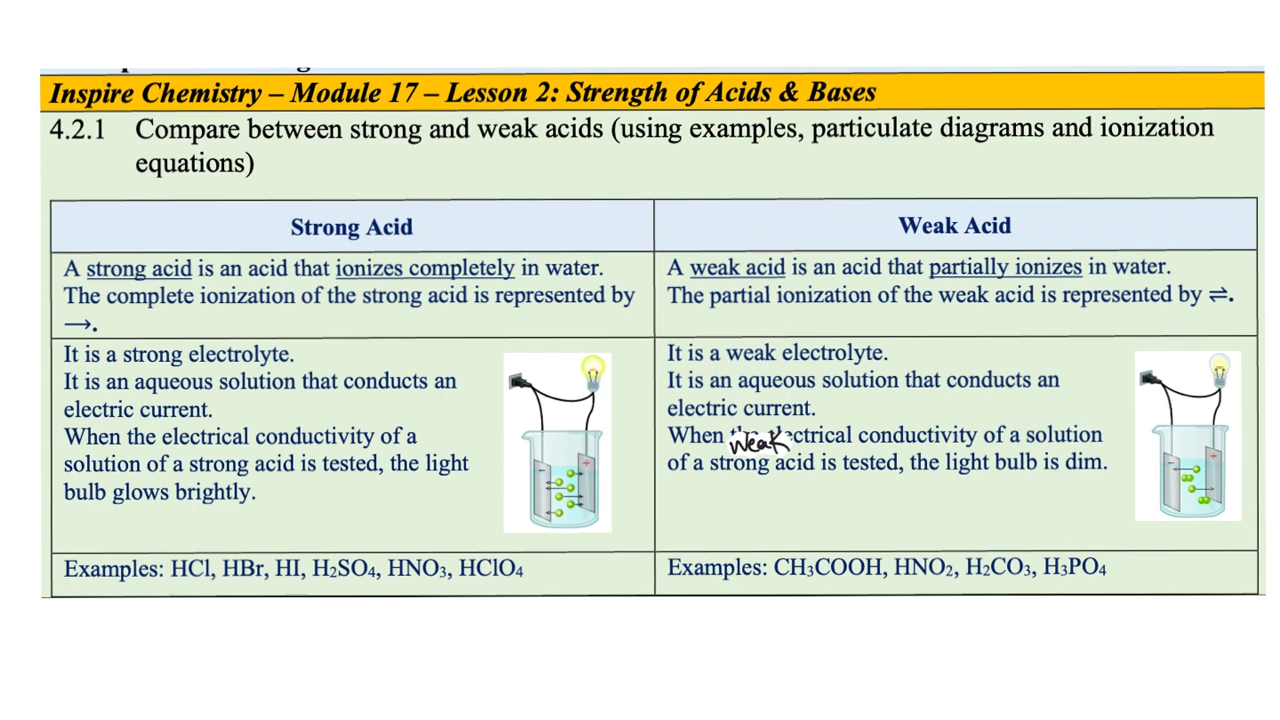 Inspire Chemistry – Module 17 – Lesson 2: Strength of Acids & Bases
4.2.1 Compare between strong and weak acids (using examples, particulate diagrams and ionization
equations)
Strong Acid
A strong acid is an acid that ionizes completely in water.
The complete ionization of the strong acid is represented by
→.
Weak Acid
A weak acid is an acid that partially ionizes in water.
The partial ionization of the weak acid is represented by ⇌.
It is a strong electrolyte.
It is an aqueous solution that conducts an
electric current.
When the electrical conductivity of a
solution of a strong acid is tested, the light
bulb glows brightly.
It is a weak electrolyte.
It is an aqueous solution that conducts an
electric current.
When electrical conductivity of a solution
weak
of a strong acid is tested, the light bulb is dim.
Examples: HCl, HBr, HI, H₂SO₄, HNO₃, HClO₄
Examples: CH₃COOH, HNO₂, H₂CO₃, H₃PO₄